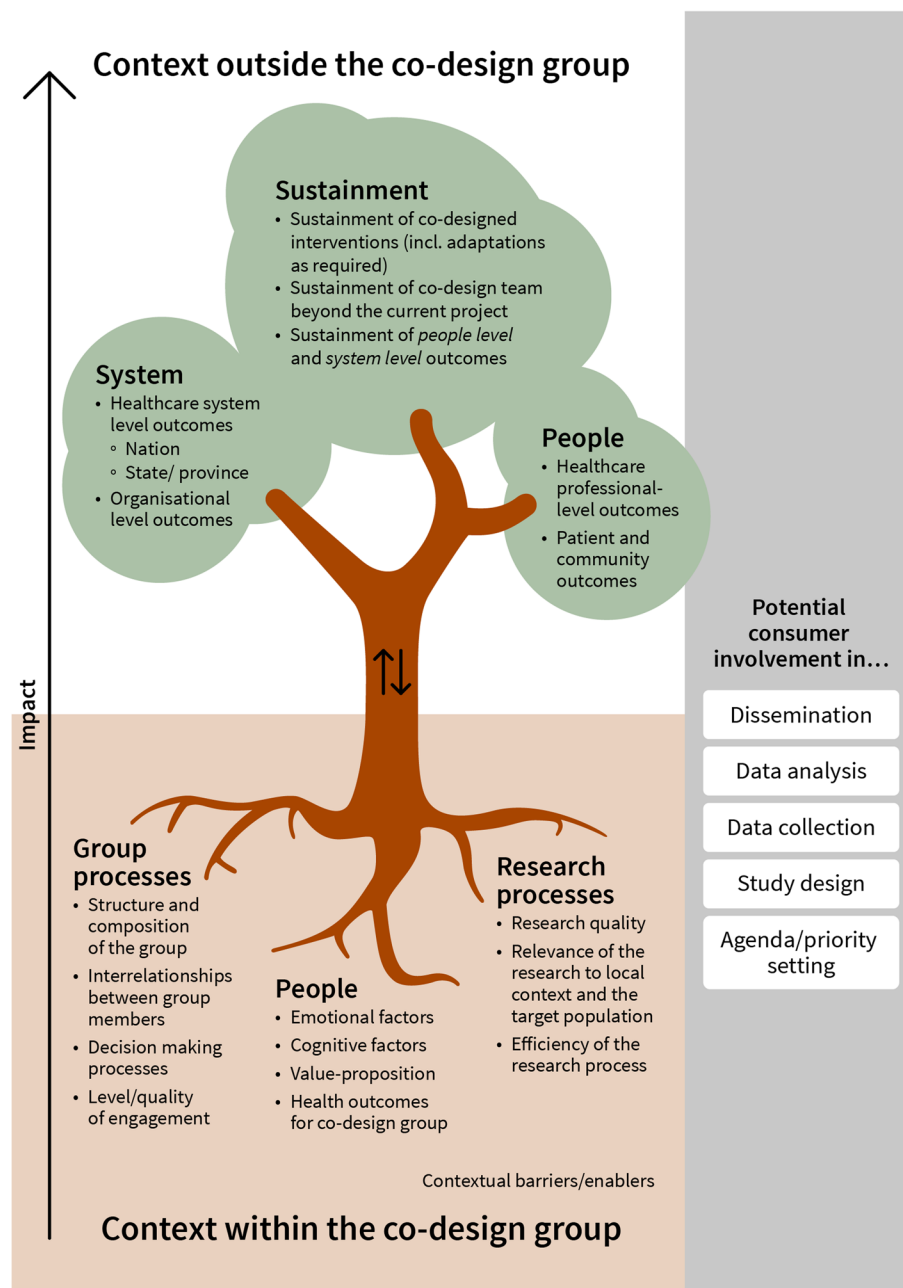 Context outside the co-design group
Sustainment
• Sustainment of co-designed
interventions (incl. adaptations
as required)
• Sustainment of co-design team
beyond the current project
• Sustainment of people level
and system level outcomes
System
• Healthcare system
level outcomes
° Nation
° State/ province
• Organisational
level outcomes
People
• Healthcare
professional-
level outcomes
• Patient and
community
outcomes
Impact
Group
processes
• Structure and
composition
of the group
• Interrelationships
between group
members
• Decision making
processes
• Level/quality
of engagement
People
• Emotional factors
• Cognitive factors
• Value-proposition
• Health outcomes
for co-design group
Research
processes
• Research quality
• Relevance of the
research to local
context and the
target population
• Efficiency of the
research process
Contextual barriers/enablers
Context within the co-design group
Potential
consumer
involvement in...
Dissemination
Data analysis
Data collection
Study design
Agenda/priority
setting